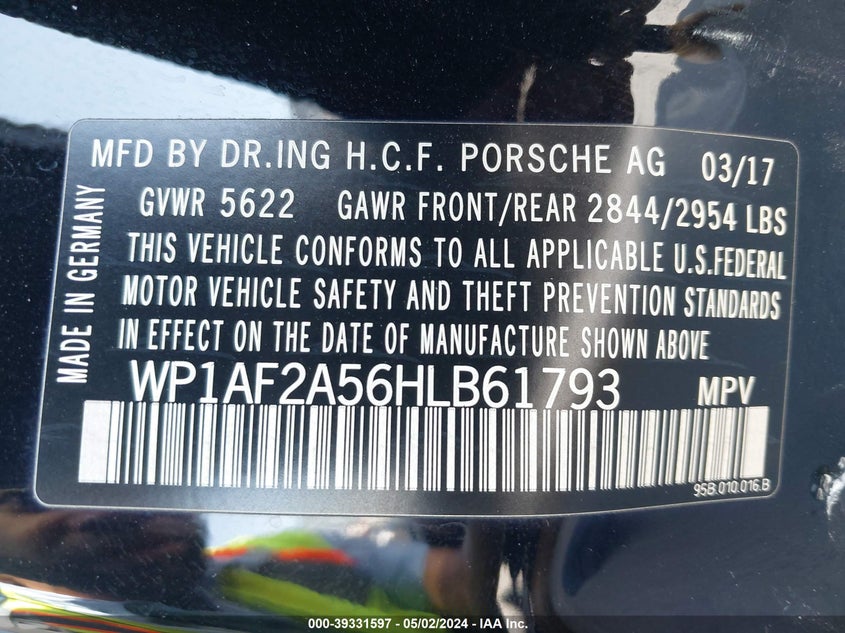 MFD BY DR.ING H.C.F. PORSCHE AG 03/17
GVWR 5622 GAWR FRONT/REAR 2844/2954 LBS
THIS VEHICLE CONFORMS TO ALL APPLICABLE U.S.FEDERAL
MOTOR VEHICLE SAFETY AND THEFT PREVENTION STANDARDS
IN EFFECT ON THE DATE OF MANUFACTURE SHOWN ABOVE
MADE IN GERMANY
WP1AF2A56HLB61793 MPV
95B.010.016.B
000-39331597 - 05/02/2024 - IAA Inc.